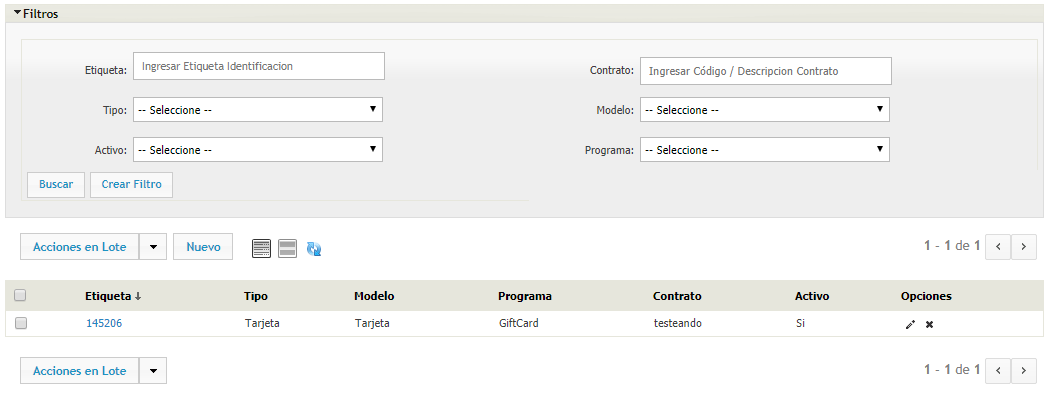 Filtros
Etiqueta: Ingresar Etiqueta Identificacion Contrato: Ingresar Código / Descripcion Contrato
Tipo: -- Seleccione -- Modelo: -- Seleccione --
Activo: -- Seleccione -- Programa: -- Seleccione --
Buscar Crear Filtro
Acciones en Lote Nuevo 1 - 1 de 1
Etiqueta Tipo Modelo Programa Contrato Activo Opciones
145206 Tarjeta Tarjeta GiftCard testeando Si
Acciones en Lote 1 - 1 de 1